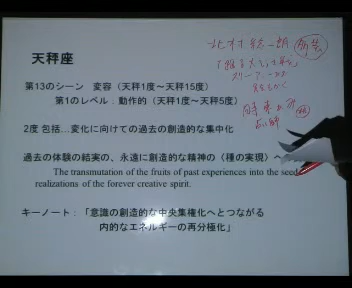 天秤座
第13のシーン　変容（天秤1度～天秤15度）
第1のレベル：動作的（天秤1度～天秤5度）
2度 包括…変化に向けての過去の創造的な集中化
過去の体験の結実の、永遠に創造的な精神の〈種の実現〉へ
The transmutation of the fruits of past experiences into the seed
realizations of the forever creative spirit.
キーノート：「意識の創造的な中央集権化へとつながる
内的なエネルギーの再分極化」